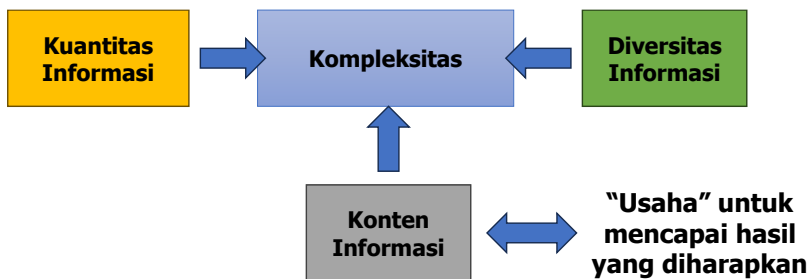 Kuantitas
Informasi
Kompleksitas
Diversitas
Informasi
Konten
Informasi
“Usaha” untuk
mencapai hasil
yang diharapkan